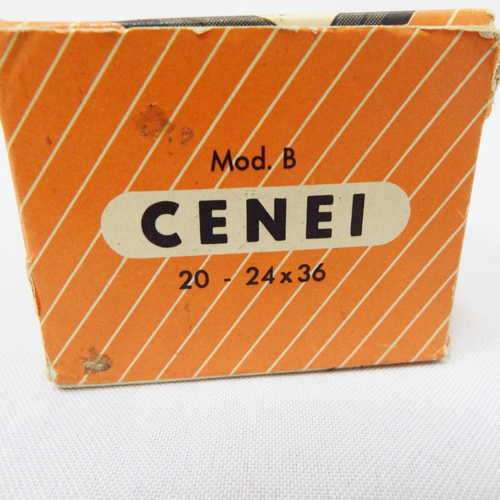 Mod. B
CENEI
20 - 24x36